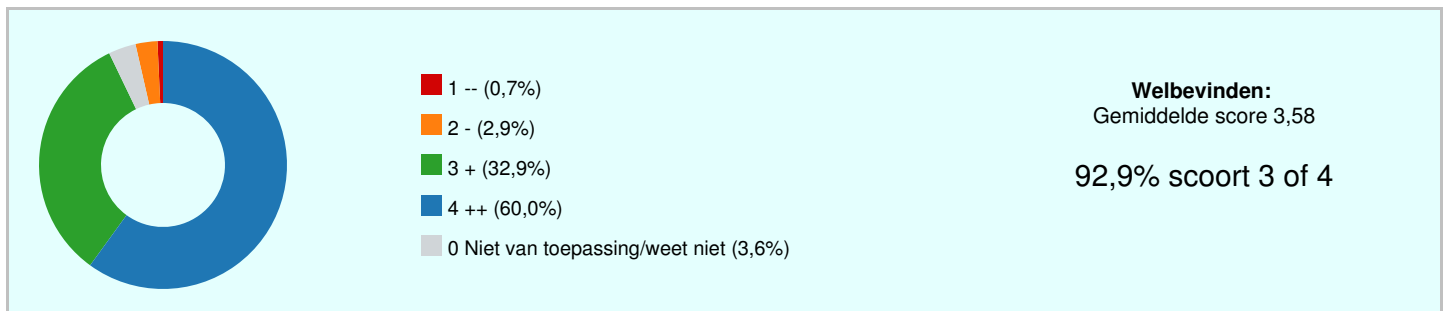 1 -- (0,7%)
2 - (2,9%)
3 + (32,9%)
4 ++ (60,0%)
0 Niet van toepassing/weet niet (3,6%)
Welbevinden:
Gemiddelde score 3,58
92,9% scoort 3 of 4